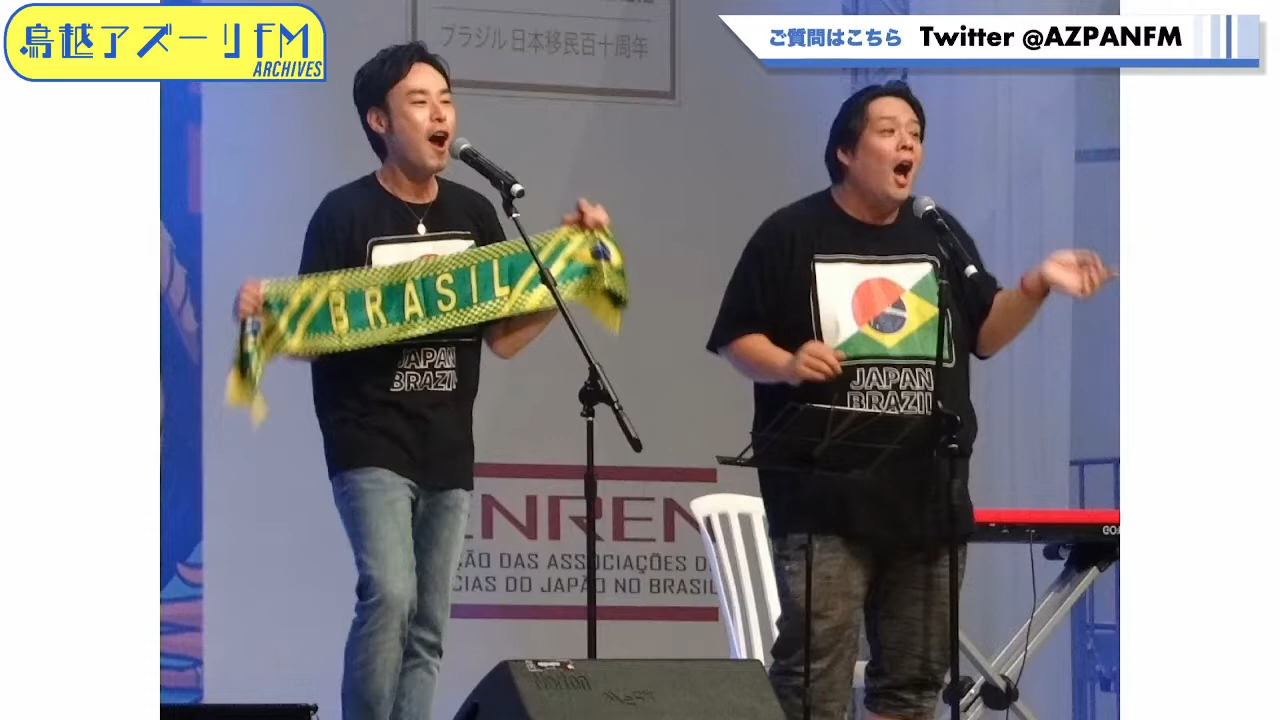 鳥越アズーリFM
ARCHIVES
ご質問はこちら Twitter @AZPANFM
ブラジル日本移民百十周年
BRASIL
JAPAN
BRAZIL
JAPAN
BRAZIL
ENREN
ÇÃO DAS ASSOCIAÇÕES D
CIAS DO JAPÃO NO BRASIL